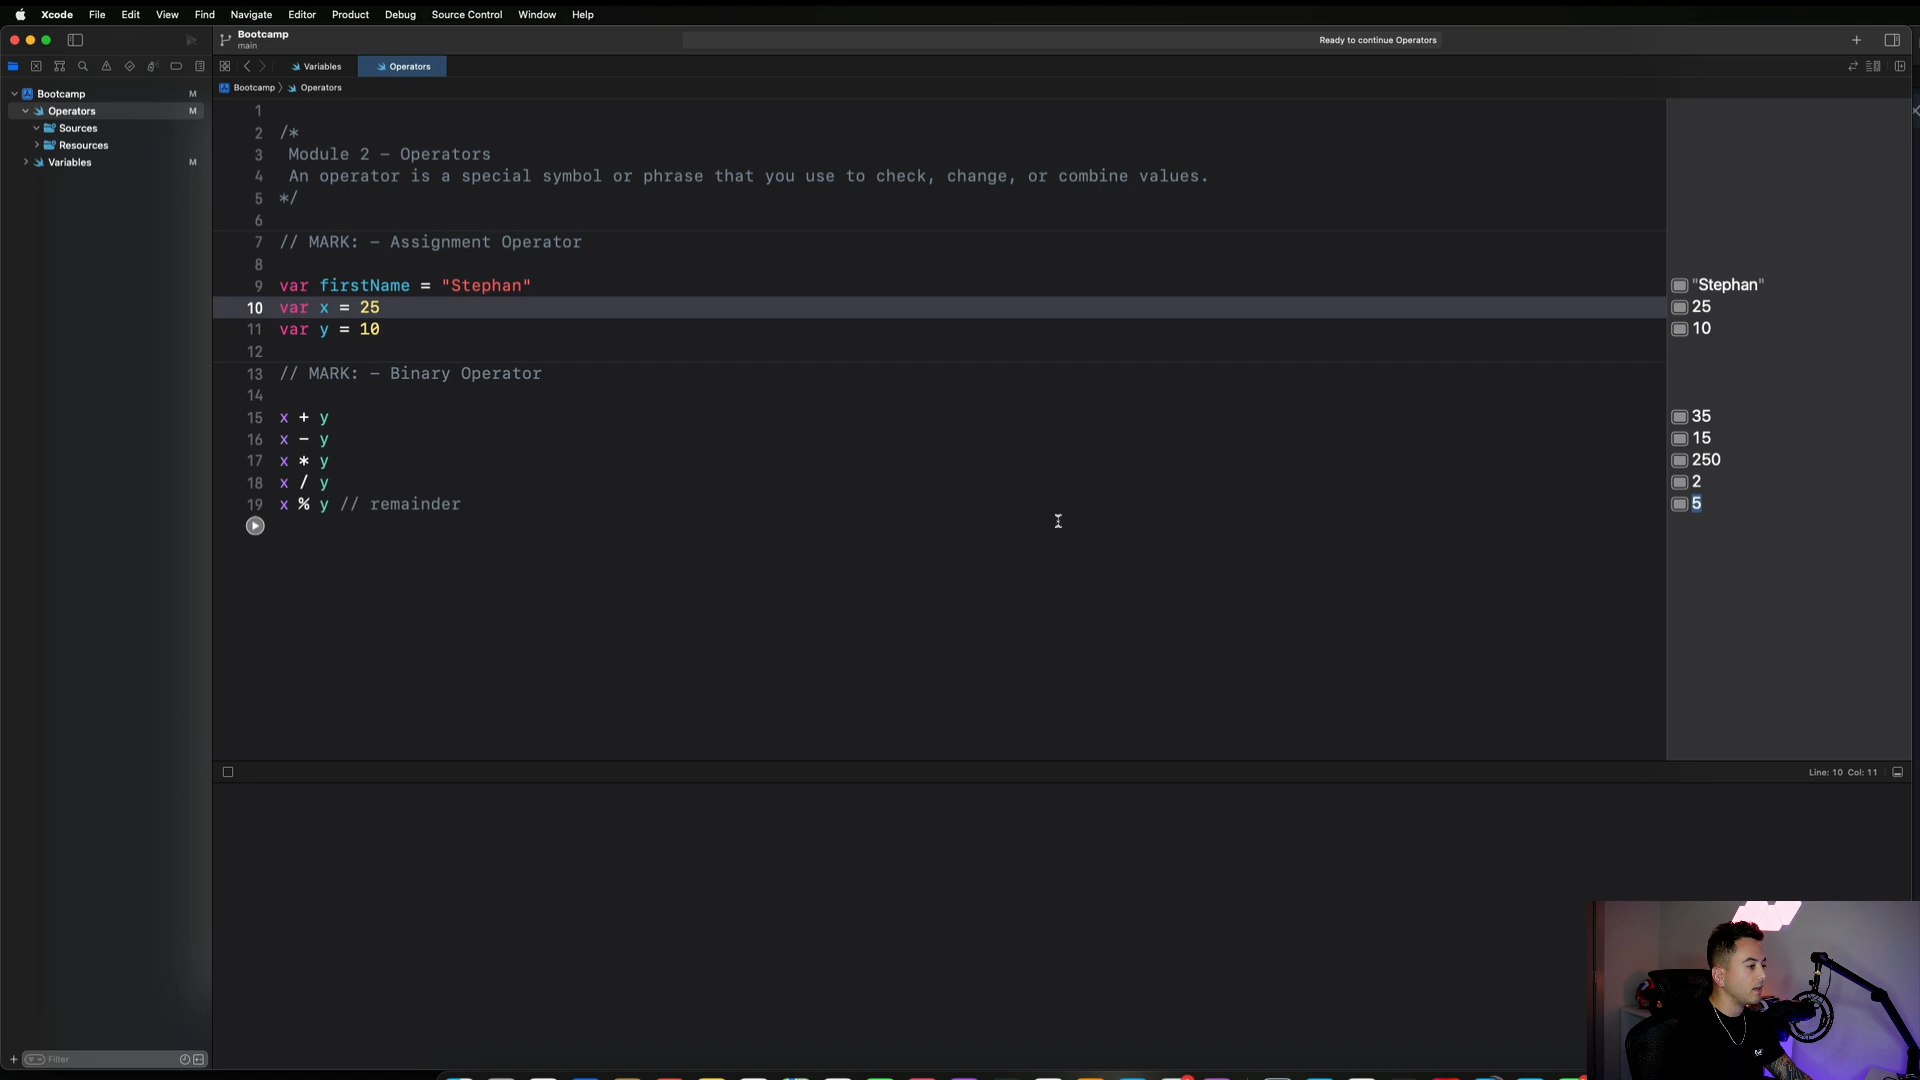 Xcode File Edit View Find Navigate Editor Product Debug Source Control Window Help
Bootcamp
main
Ready to continue Operators
Variables
Operators
Bootcamp
Operators
Bootcamp M
Operators M
Sources
Resources
Variables M
1
2 /*
3 Module 2 - Operators
4 An operator is a special symbol or phrase that you use to check, change, or combine values.
5 */
6
7 // MARK: - Assignment Operator
8
9 var firstName = "Stephan"
10 var x = 25
11 var y = 10
12
13 // MARK: - Binary Operator
14
15 x + y
16 x - y
17 x * y
18 x / y
19 x % y // remainder
"Stephan"
25
10
35
15
250
2
5
Line: 10 Col: 11
Filter